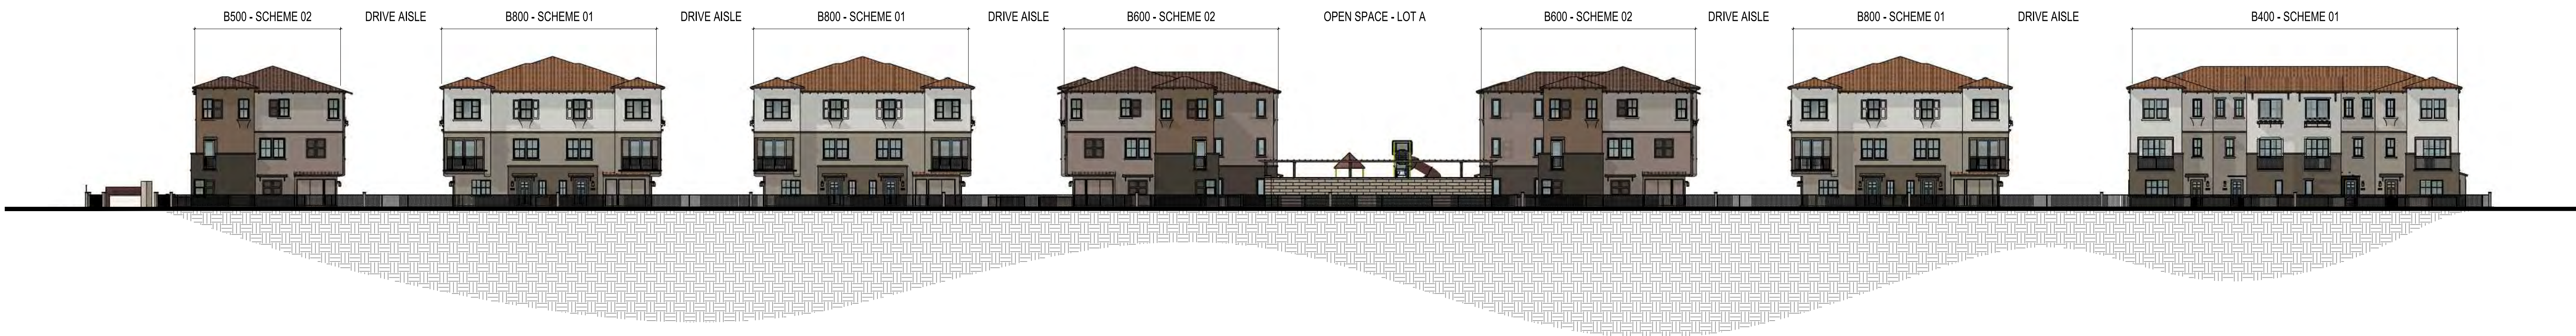 B500 - SCHEME 02
DRIVE AISLE
B800 - SCHEME 01
DRIVE AISLE
B800 - SCHEME 01
DRIVE AISLE
B600 - SCHEME 02
OPEN SPACE - LOT A
B600 - SCHEME 02
DRIVE AISLE
B800 - SCHEME 01
DRIVE AISLE
B400 - SCHEME 01